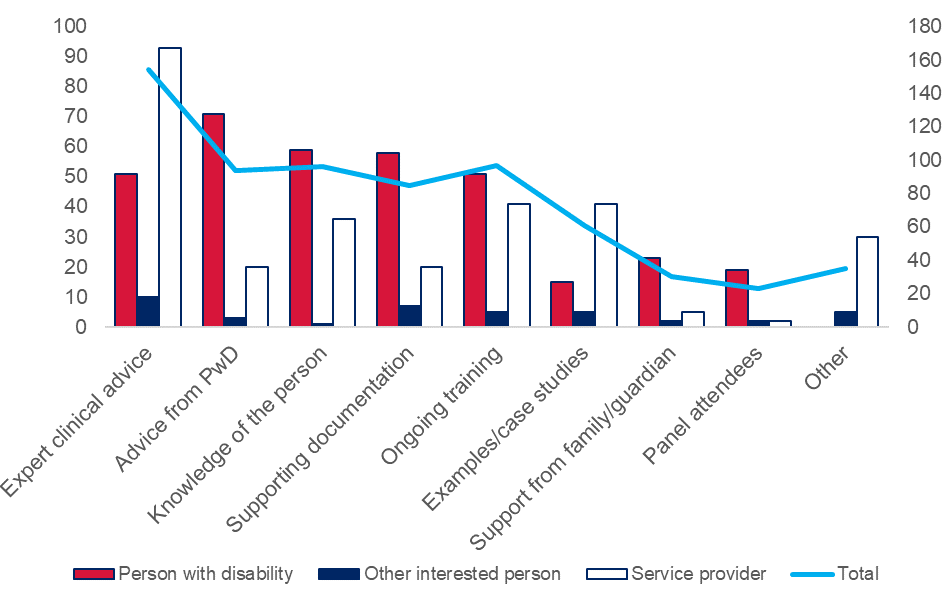 100
90
80
70
60
50
40
30
20
10
0
180
160
140
120
100
80
60
40
20
0
Expert clinical advice
Advice from PwD
Knowledge of the person
Supporting documentation
Ongoing training
Examples/case studies
Support from family/guardian
Panel attendees
Other
Person with disability
Other interested person
Service provider
Total